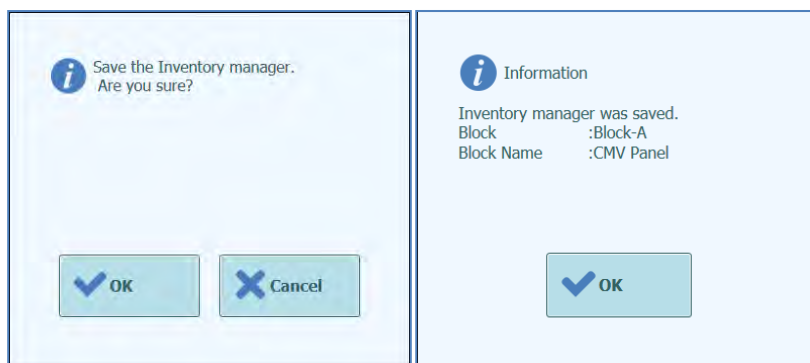 Save the Inventory manager.
Are you sure?
OK
Cancel
Information
Inventory manager was saved.
Block :Block-A
Block Name :CMV Panel
OK